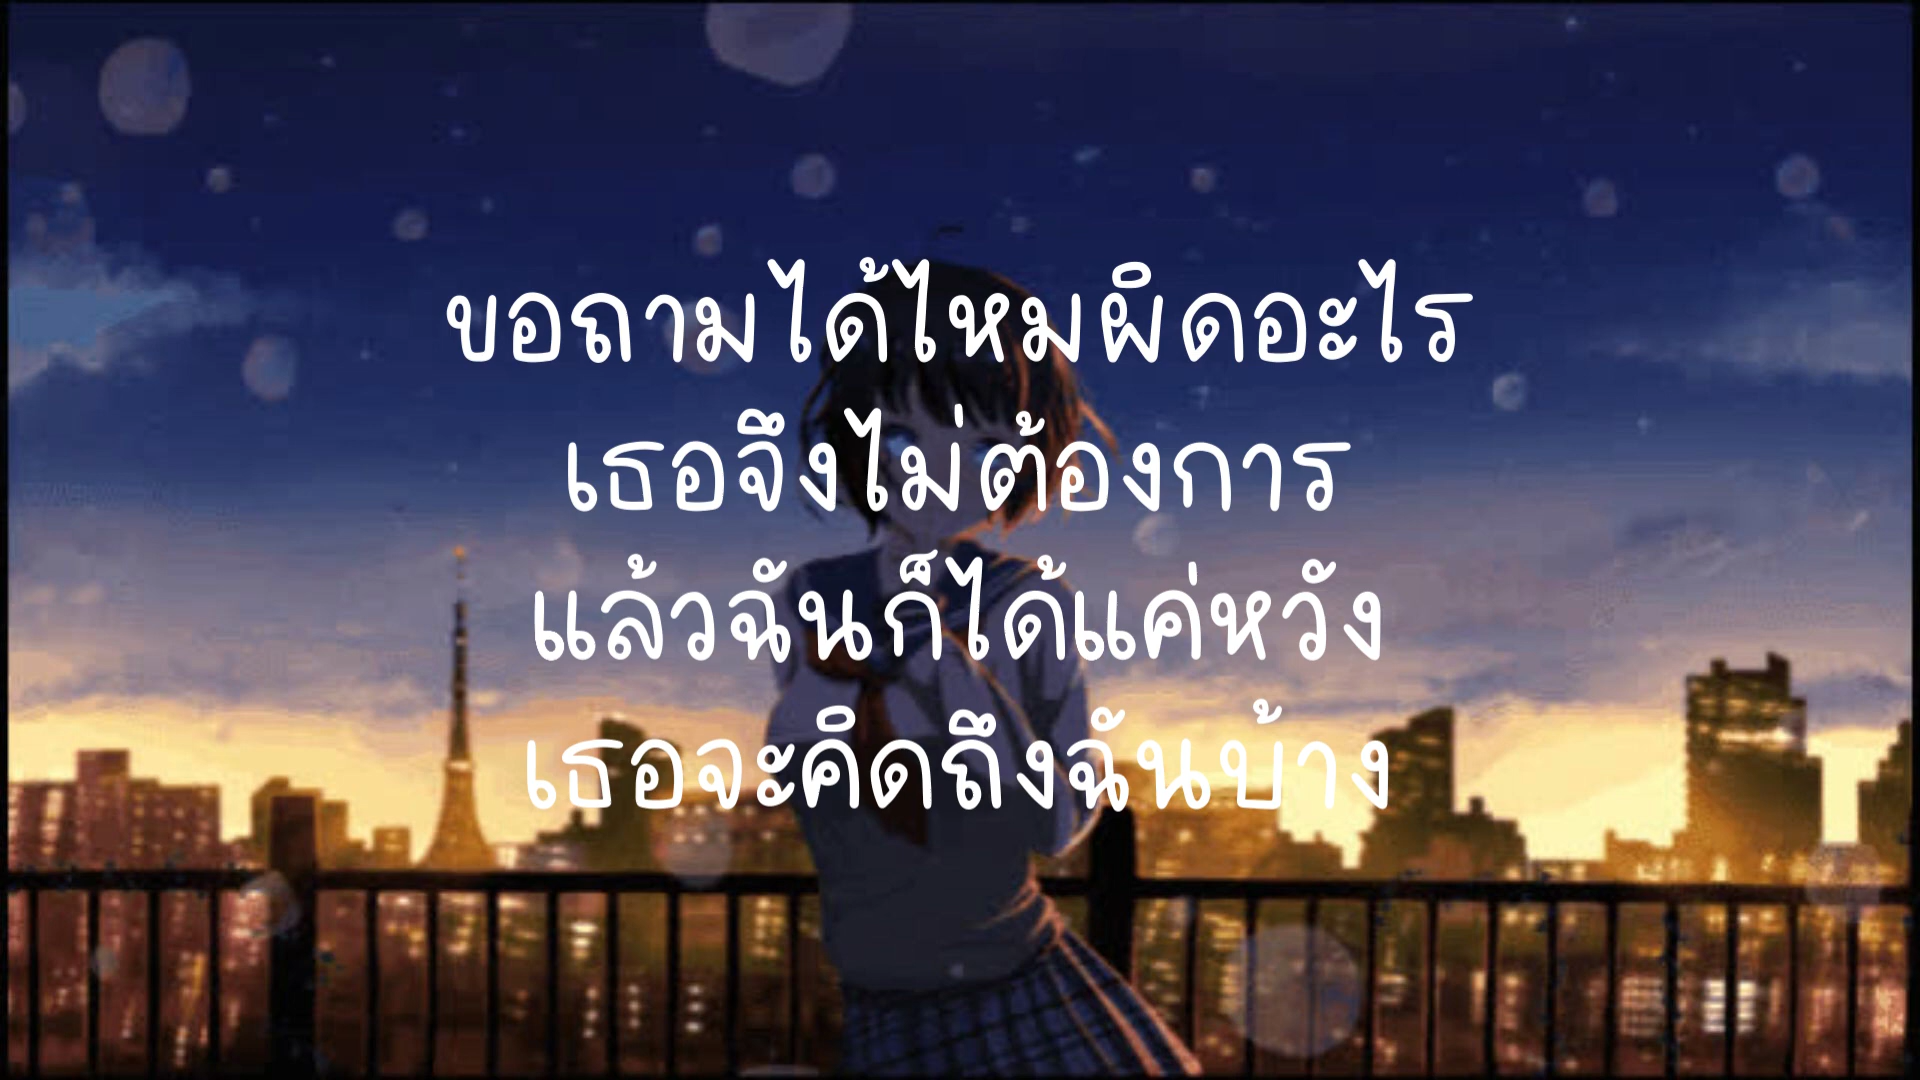 ขอถามได้ไหมผิดอะไร
เธอจึงไม่ต้องการ
แล้วฉันก็ได้แค่หวัง
เธอจะคิดถึงฉันบ้าง